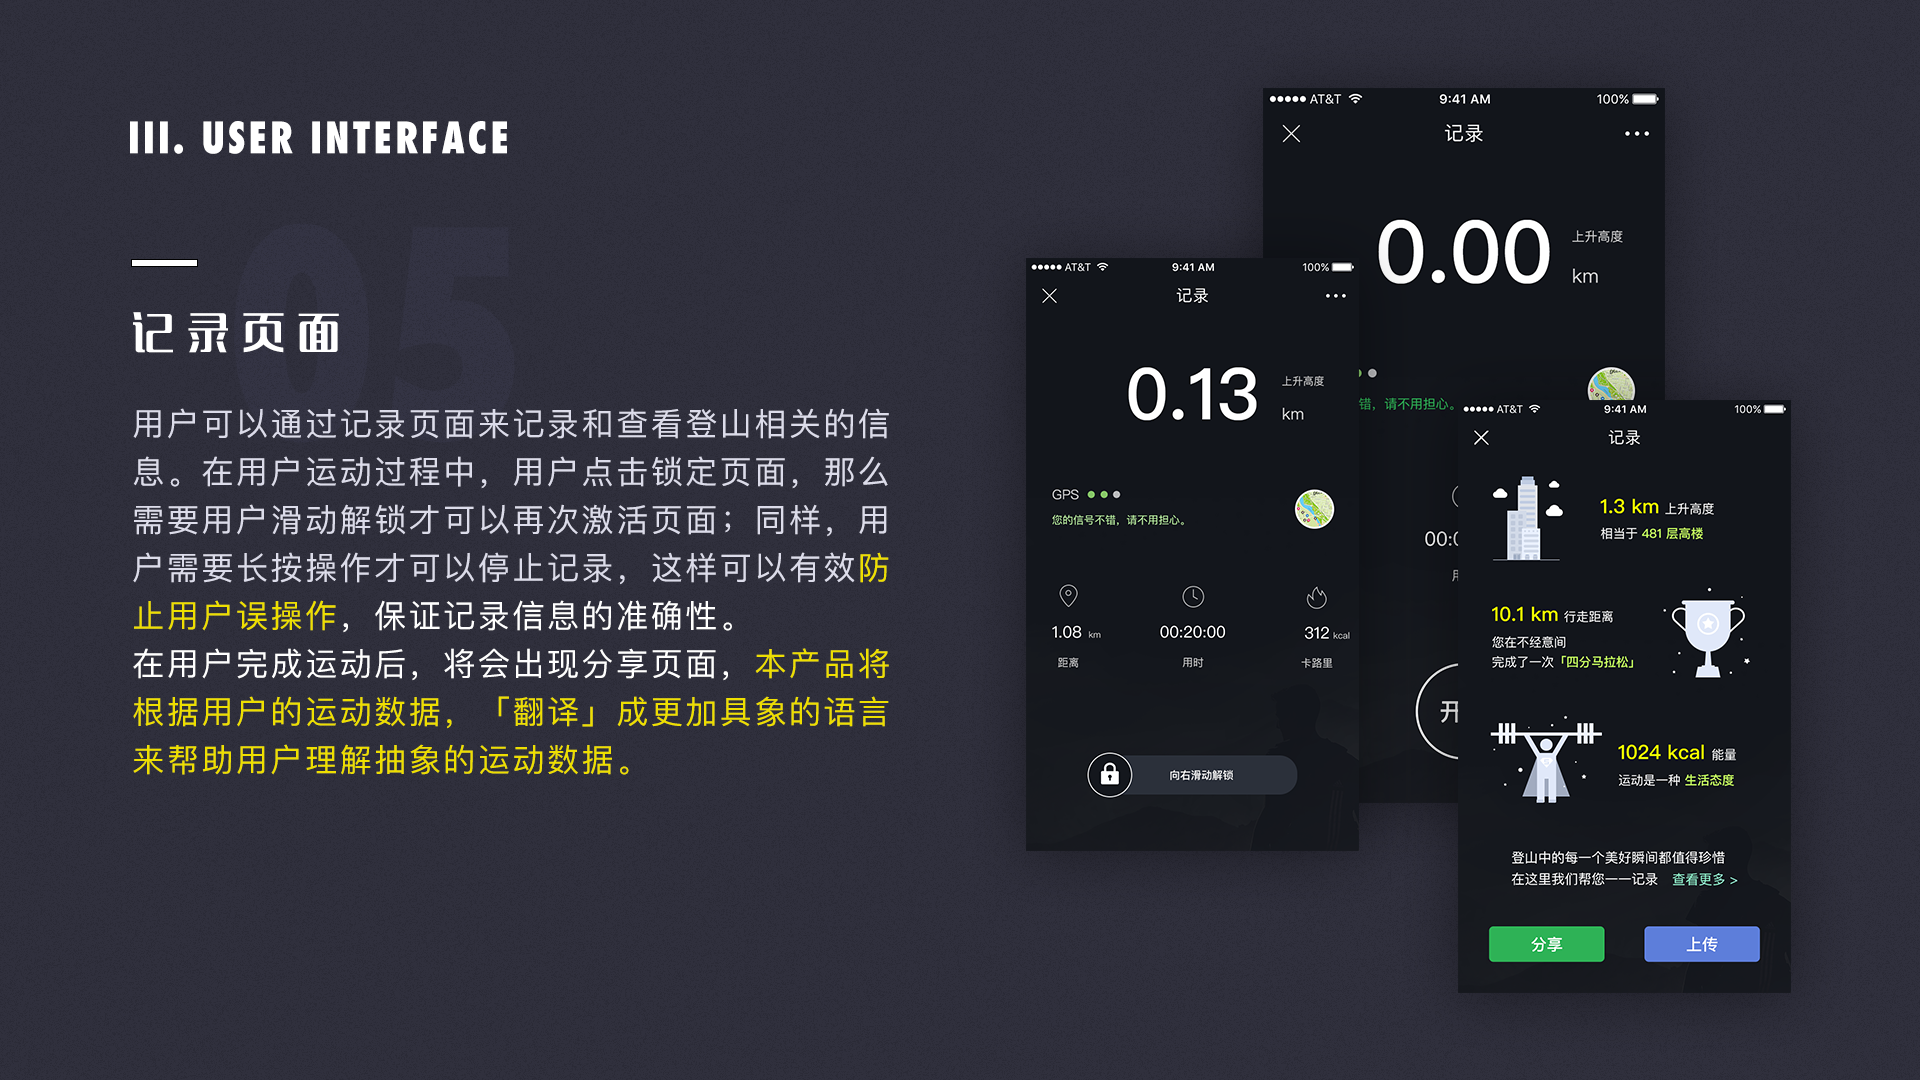 III. USER INTERFACE
05
记录页面
用户可以通过记录页面来记录和查看登山相关的信
息。在用户运动过程中，用户点击锁定页面，那么
需要用户滑动解锁才可以再次激活页面；同样，用
户需要长按操作才可以停止记录，这样可以有效防
止用户误操作，保证记录信息的准确性。
在用户完成运动后，将会出现分享页面，本产品将
根据用户的运动数据，「翻译」成更加具象的语言
来帮助用户理解抽象的运动数据。
AT&T 9:41 AM 100%
记录
0.00 上升高度
km
错，请不用担心。
00:
开
AT&T 9:41 AM 100%
记录
0.13 上升高度
km
GPS
您的信号不错，请不用担心。
1.08 km 00:20:00 312 kcal
距离 用时 卡路里
向右滑动解锁
AT&T 9:41 AM 100%
记录
1.3 km 上升高度
相当于 481 层高楼
10.1 km 行走距离
您在不经意间
完成了一次「四分马拉松」
1024 kcal 能量
运动是一种 生活态度
登山中的每一个美好瞬间都值得珍惜
在这里我们帮您一一记录 查看更多 >
分享 上传